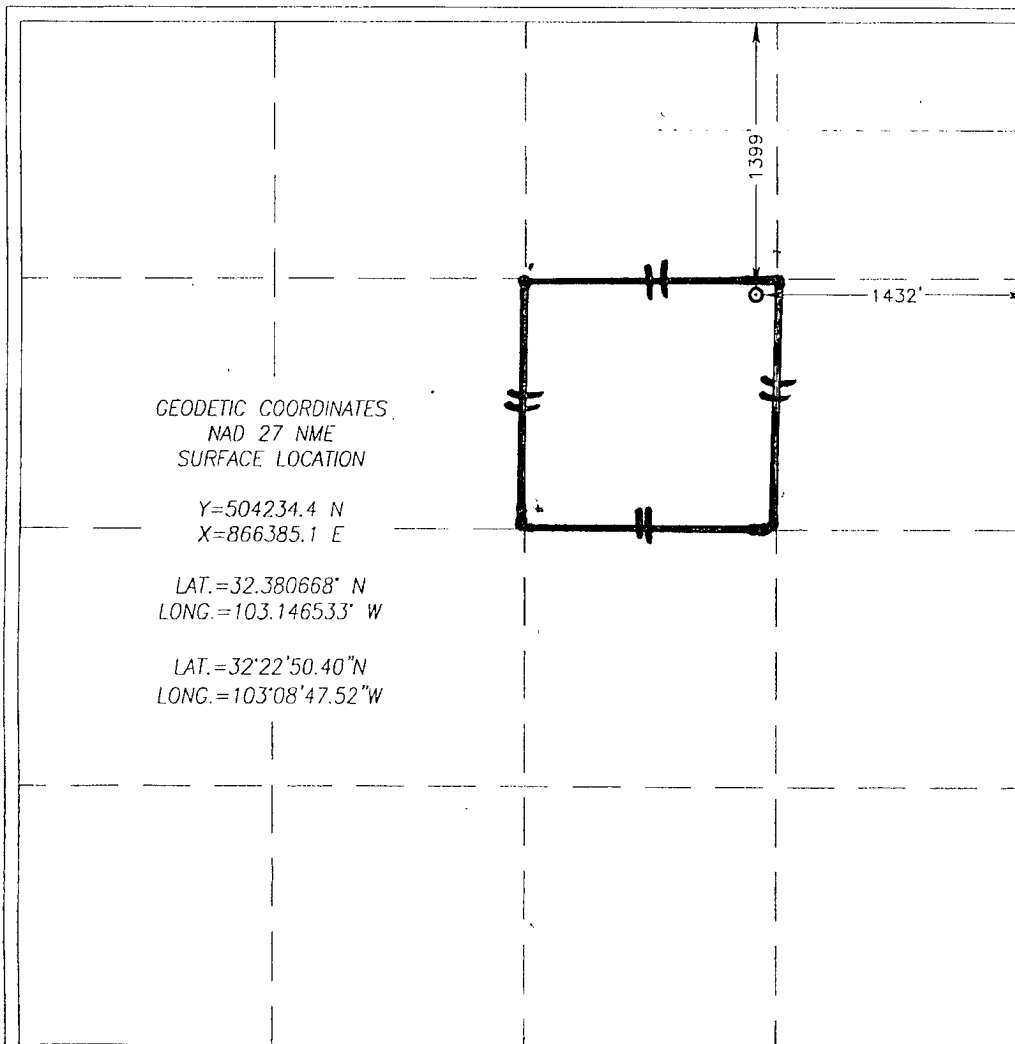 1399'
1432'
GEODETIC COORDINATES
NAD 27 NME
SURFACE LOCATION
Y=504234.4 N
X=866385.1 E
LAT.=32.380668° N
LONG.=103.146533° W
LAT.=32°22'50.40"N
LONG.=103°08'47.52"W